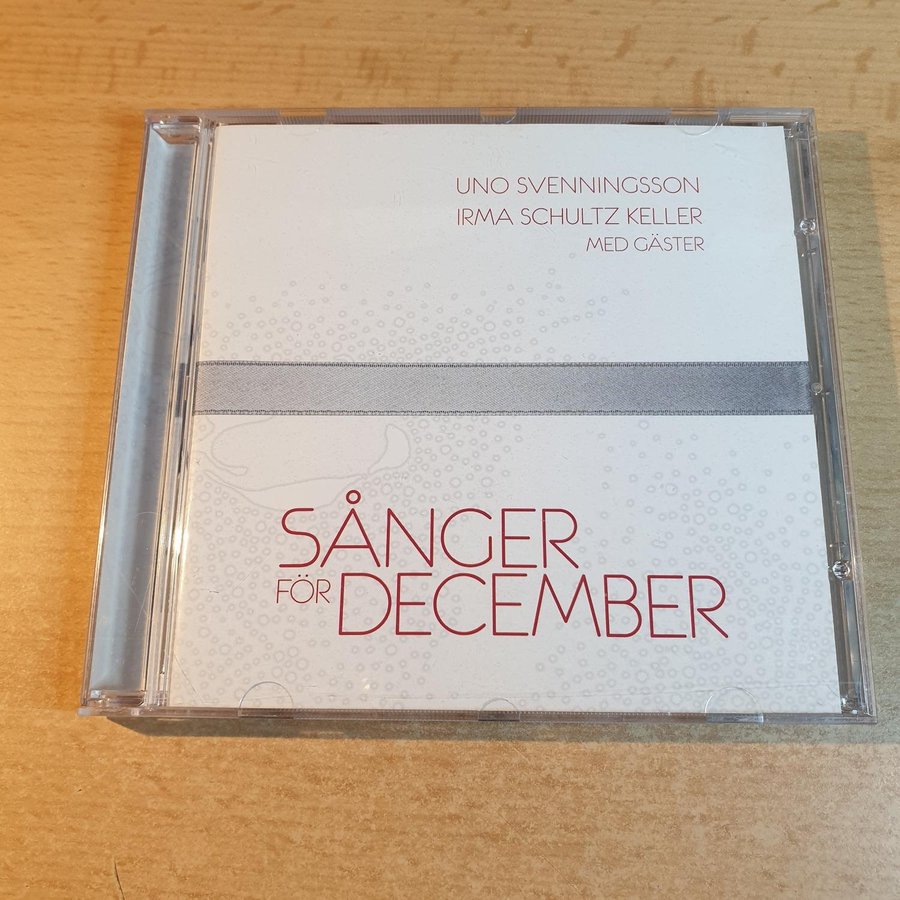 UNO SVENNINGSSON
IRMA SCHULTZ KELLER
MED GÄSTER
SÅNGER
FÖR DECEMBER